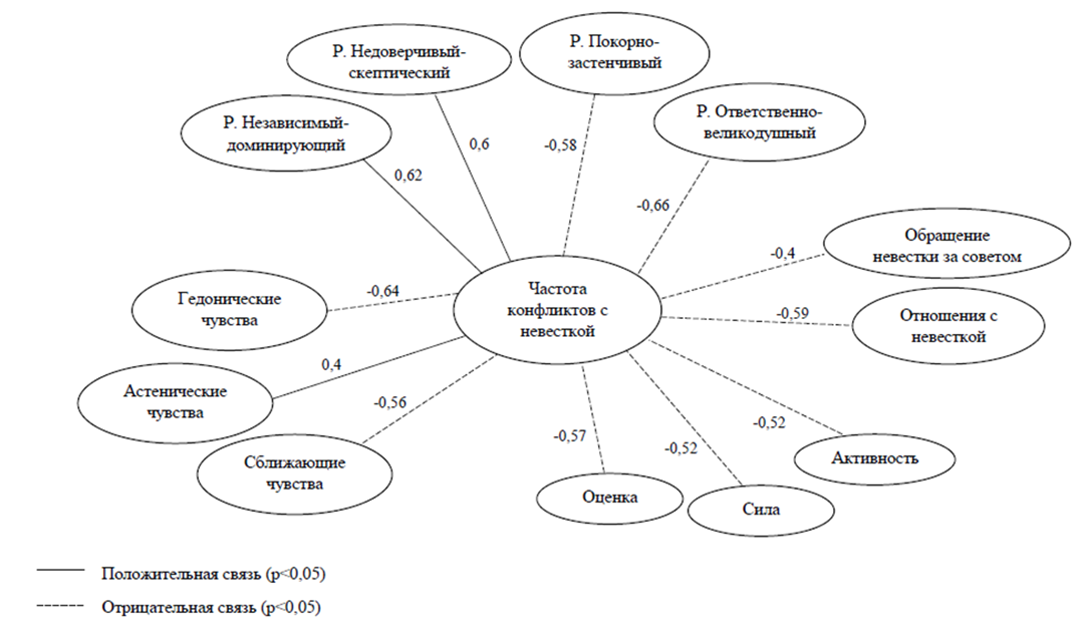 Р. Недоверчивый-
скептический
Р. Покорно-
застенчивый
Р. Независимый-
доминирующий
Р. Ответственно-
великодушный
0,6
-0,58
0,62
-0,66
Обращение
невестки за советом
-0,4
Гедонические
чувства
-0,64
Частота
конфликтов с
невесткой
-0,59
Отношения с
невесткой
Астенические
чувства
0,4
-0,56
Сближающие
чувства
-0,57
-0,52
-0,52
Активность
Оценка
Сила
Положительная связь (p<0,05)
Отрицательная связь (p<0,05)